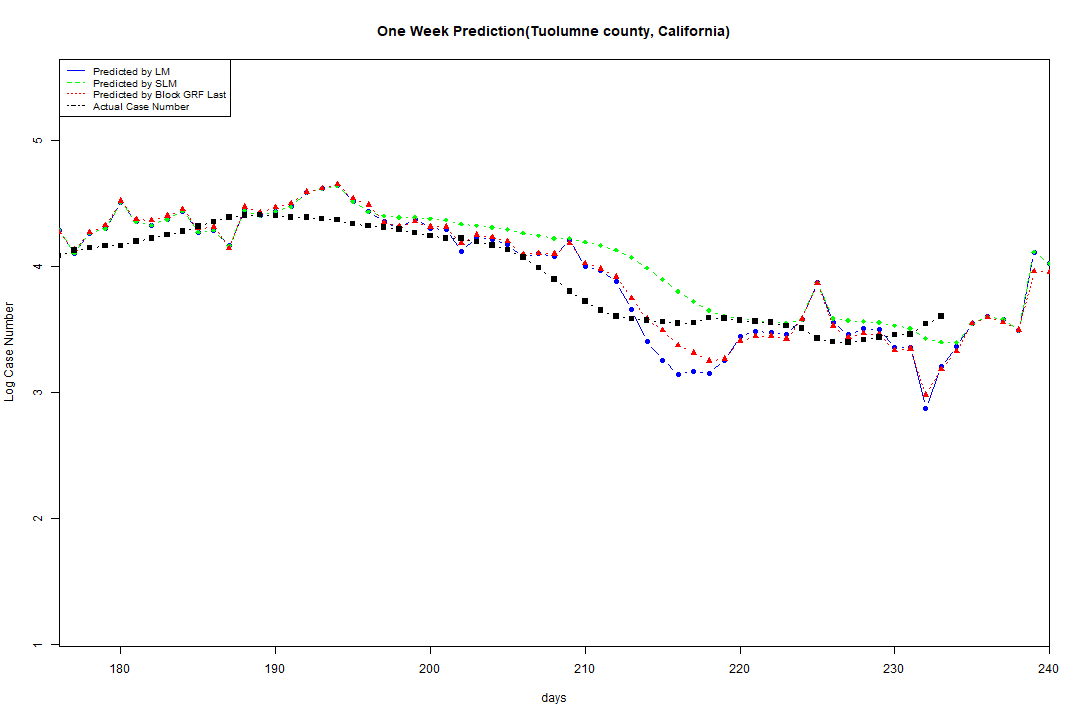 One Week Prediction(Tuolumne county, California)
Predicted by LM
Predicted by SLM
Predicted by Block GRF Last
Actual Case Number
Log Case Number
5
4
3
2
1
180 190 200 210 220 230 240
days